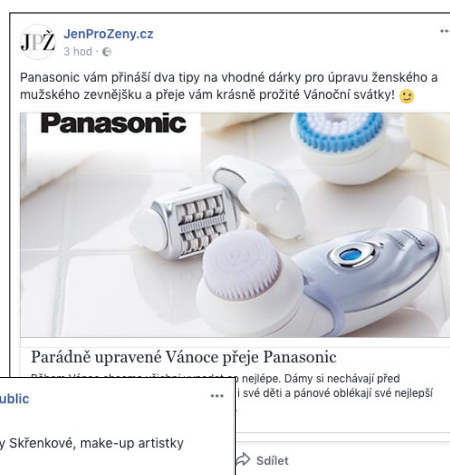 JPŽ JenProZeny.cz
3 hod
Panasonic vám přináší dva tipy na vhodné dárky pro úpravu ženského a
mužského zevnějšku a přeje vám krásně prožité Vánoční svátky! 😉
Panasonic
Parádně upravené Vánoce přeje Panasonic
nejlépe. Dámy si nechávají před
i své děti a pánové oblékají své nejlepší
ublic
y Skřenkové, make-up artistky
Sdílet